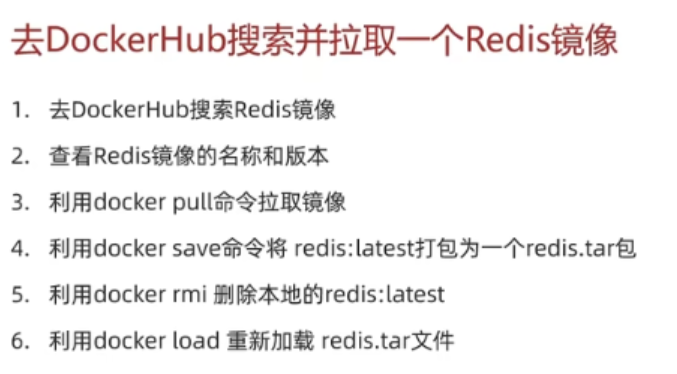 去DockerHub搜索并拉取一个Redis镜像
1. 去DockerHub搜索Redis镜像
2. 查看Redis镜像的名称和版本
3. 利用docker pull命令拉取镜像
4. 利用docker save命令将 redis:latest打包为一个redis.tar包
5. 利用docker rmi 删除本地的redis:latest
6. 利用docker load 重新加载 redis.tar文件